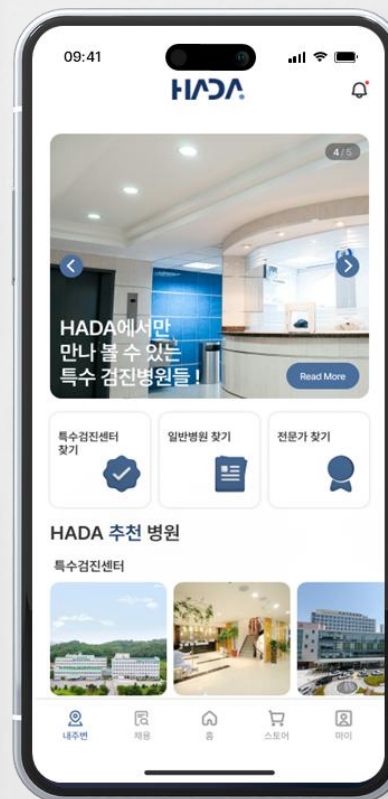 09:41
HADA
4/5
HADA에서만
만나 볼 수 있는
특수 검진병원들 !
Read More
특수검진센터
찾기
일반병원 찾기
전문가 찾기
HADA 추천 병원
특수검진센터
내주변
채용
홈
스토어
마이